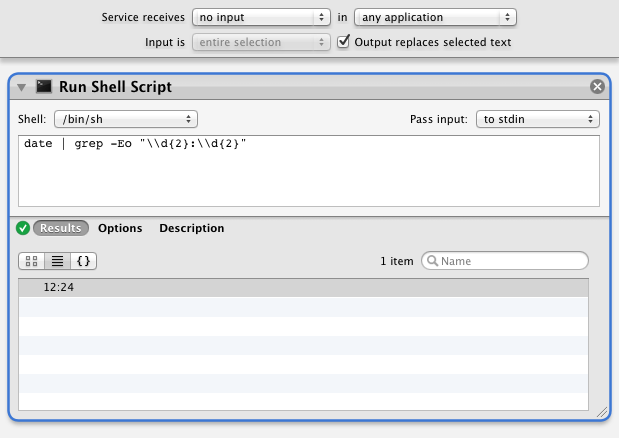 Service receives no input in any application
Input is entire selection Output replaces selected text
Run Shell Script
Shell: /bin/sh Pass input: to stdin
date | grep -Eo "\\d{2}:\\d{2}"
Results Options Description
{} 1 item Name
12:24